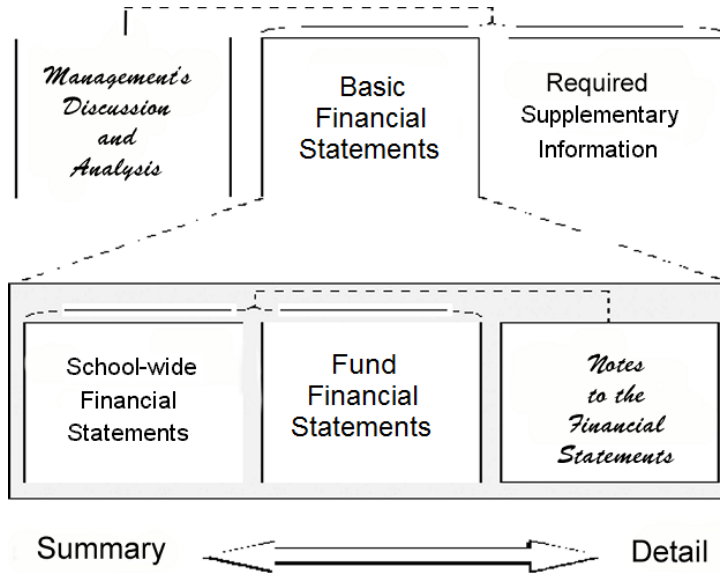 Management's
Discussion
and
Analysis
Basic
Financial
Statements
Required
Supplementary
Information
School-wide
Financial
Statements
Fund
Financial
Statements
Notes
to the
Financial
Statements
Summary
Detail